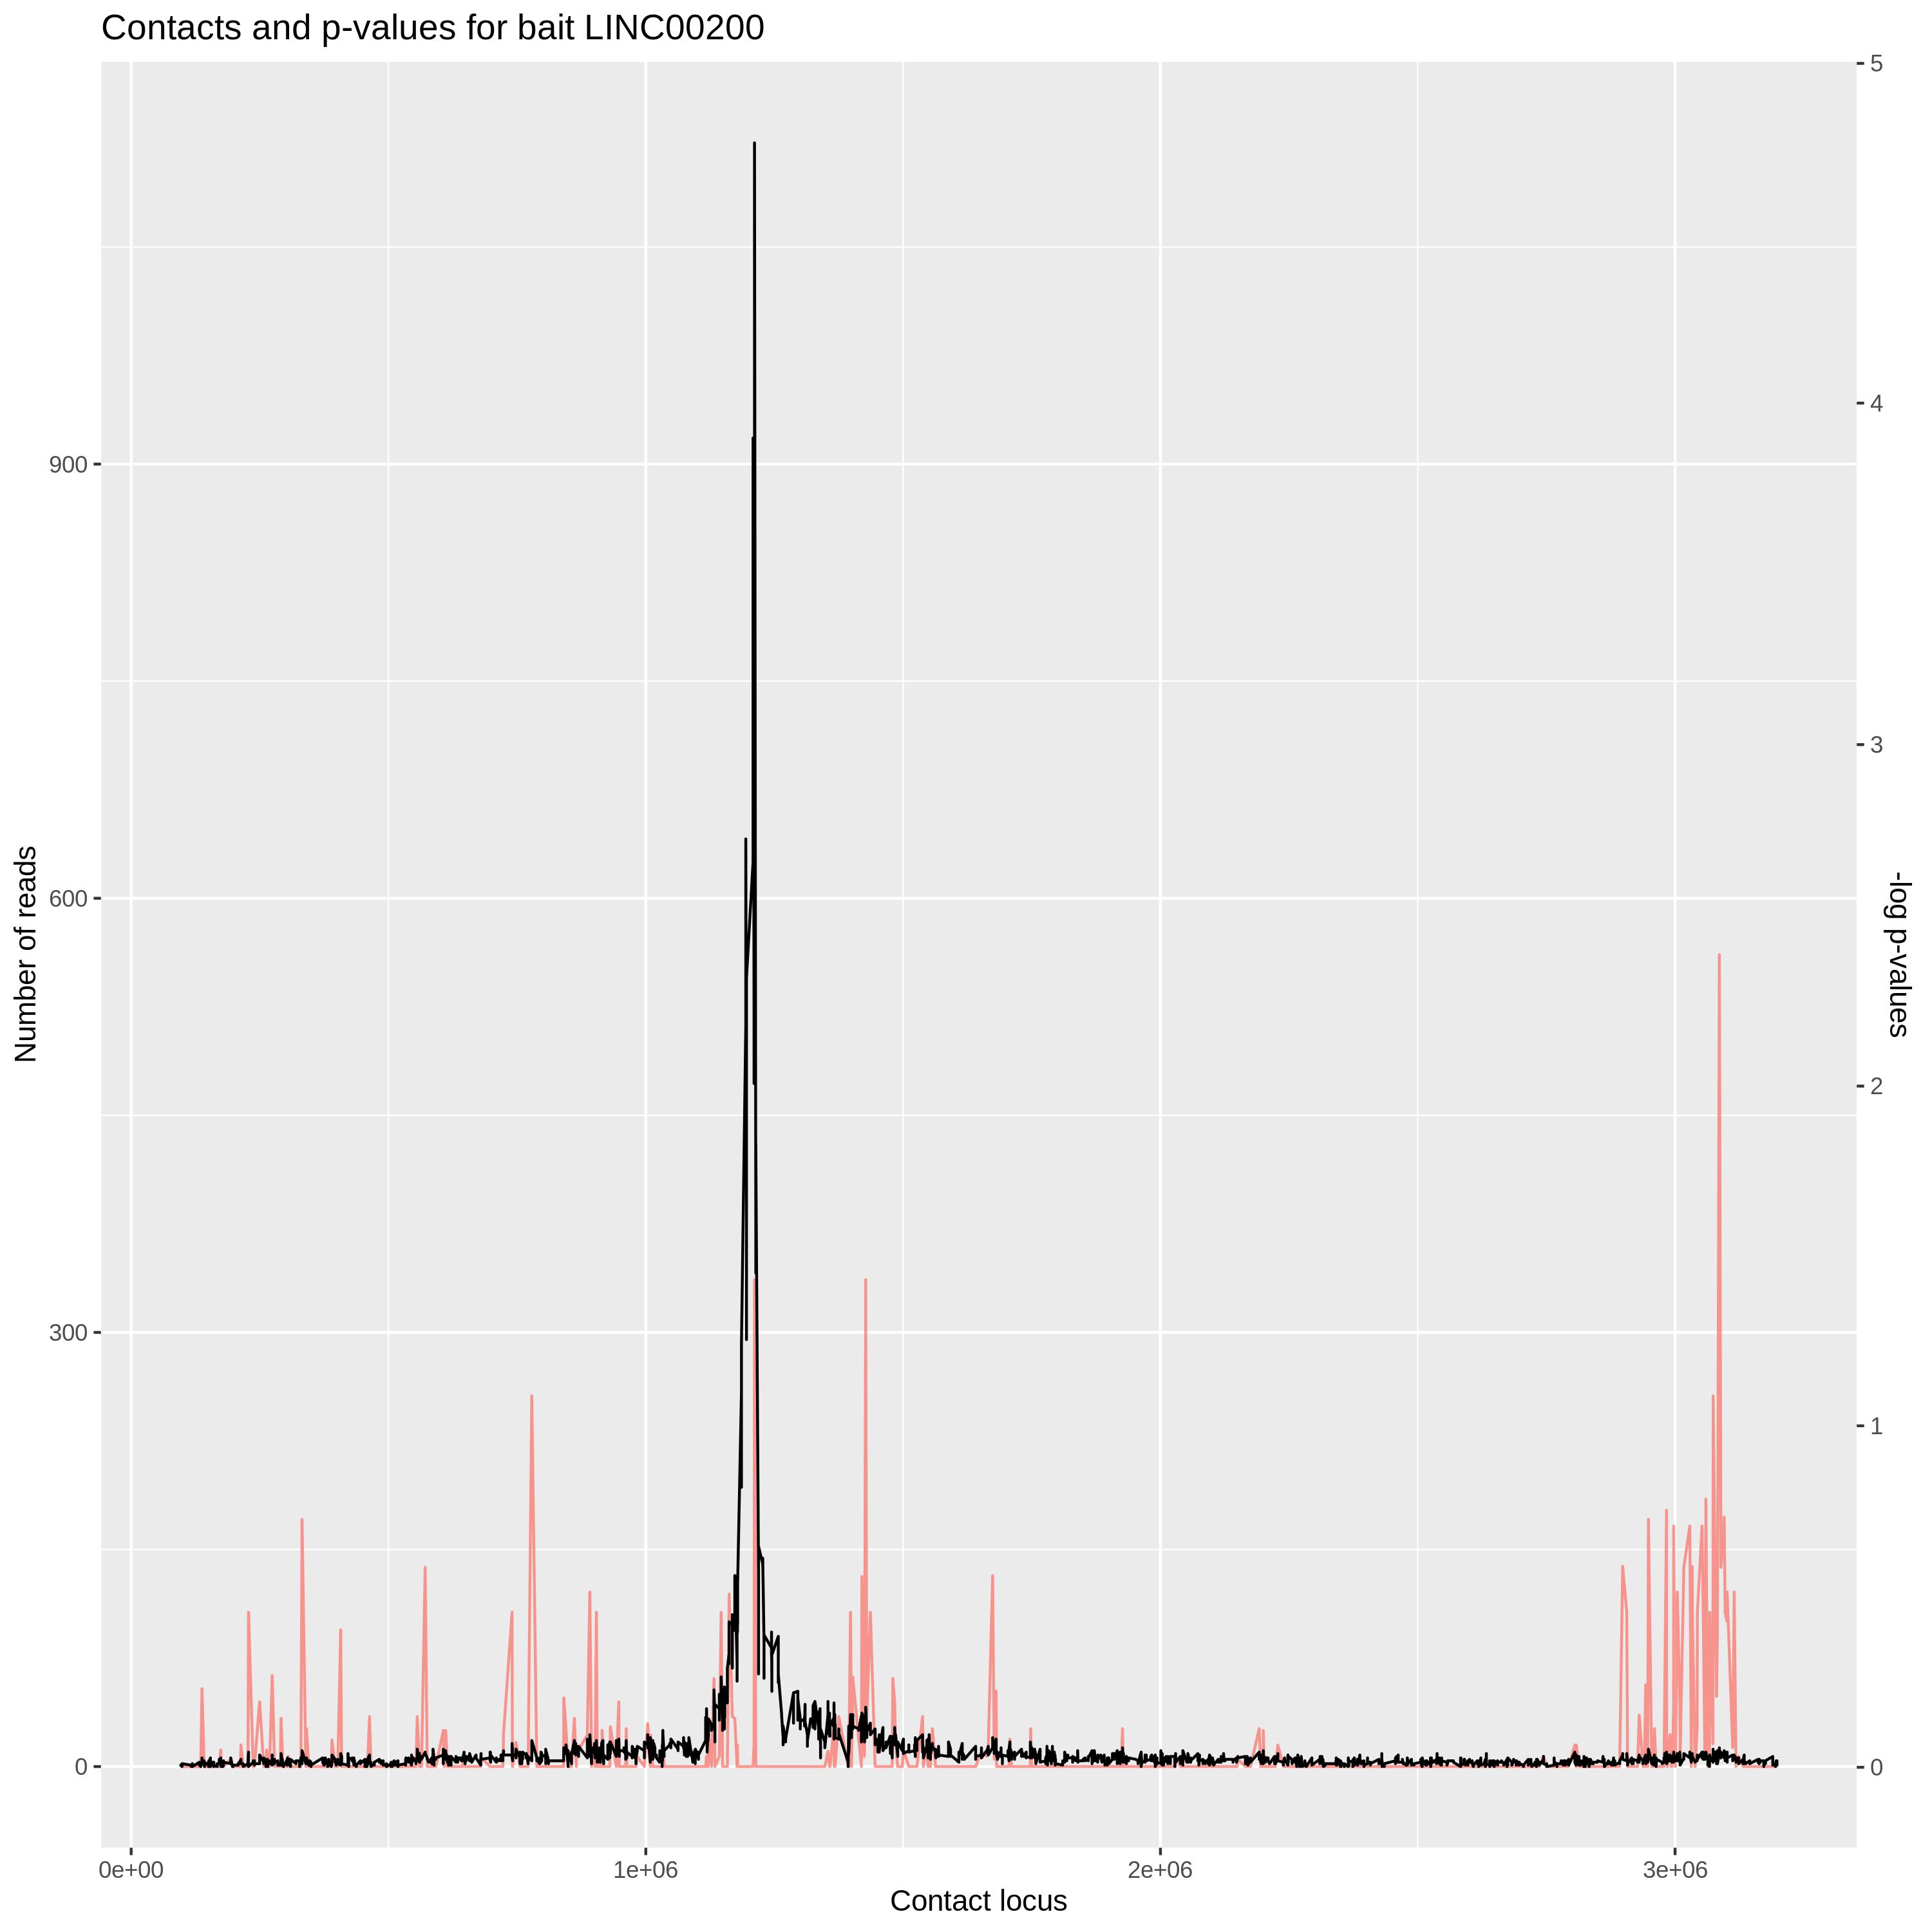 Contacts and p-values for bait LINC00200
5
4
900
3
Number of reads
600
-log p-values
2
300
1
0
0
0e+00
1e+06
2e+06
3e+06
Contact locus